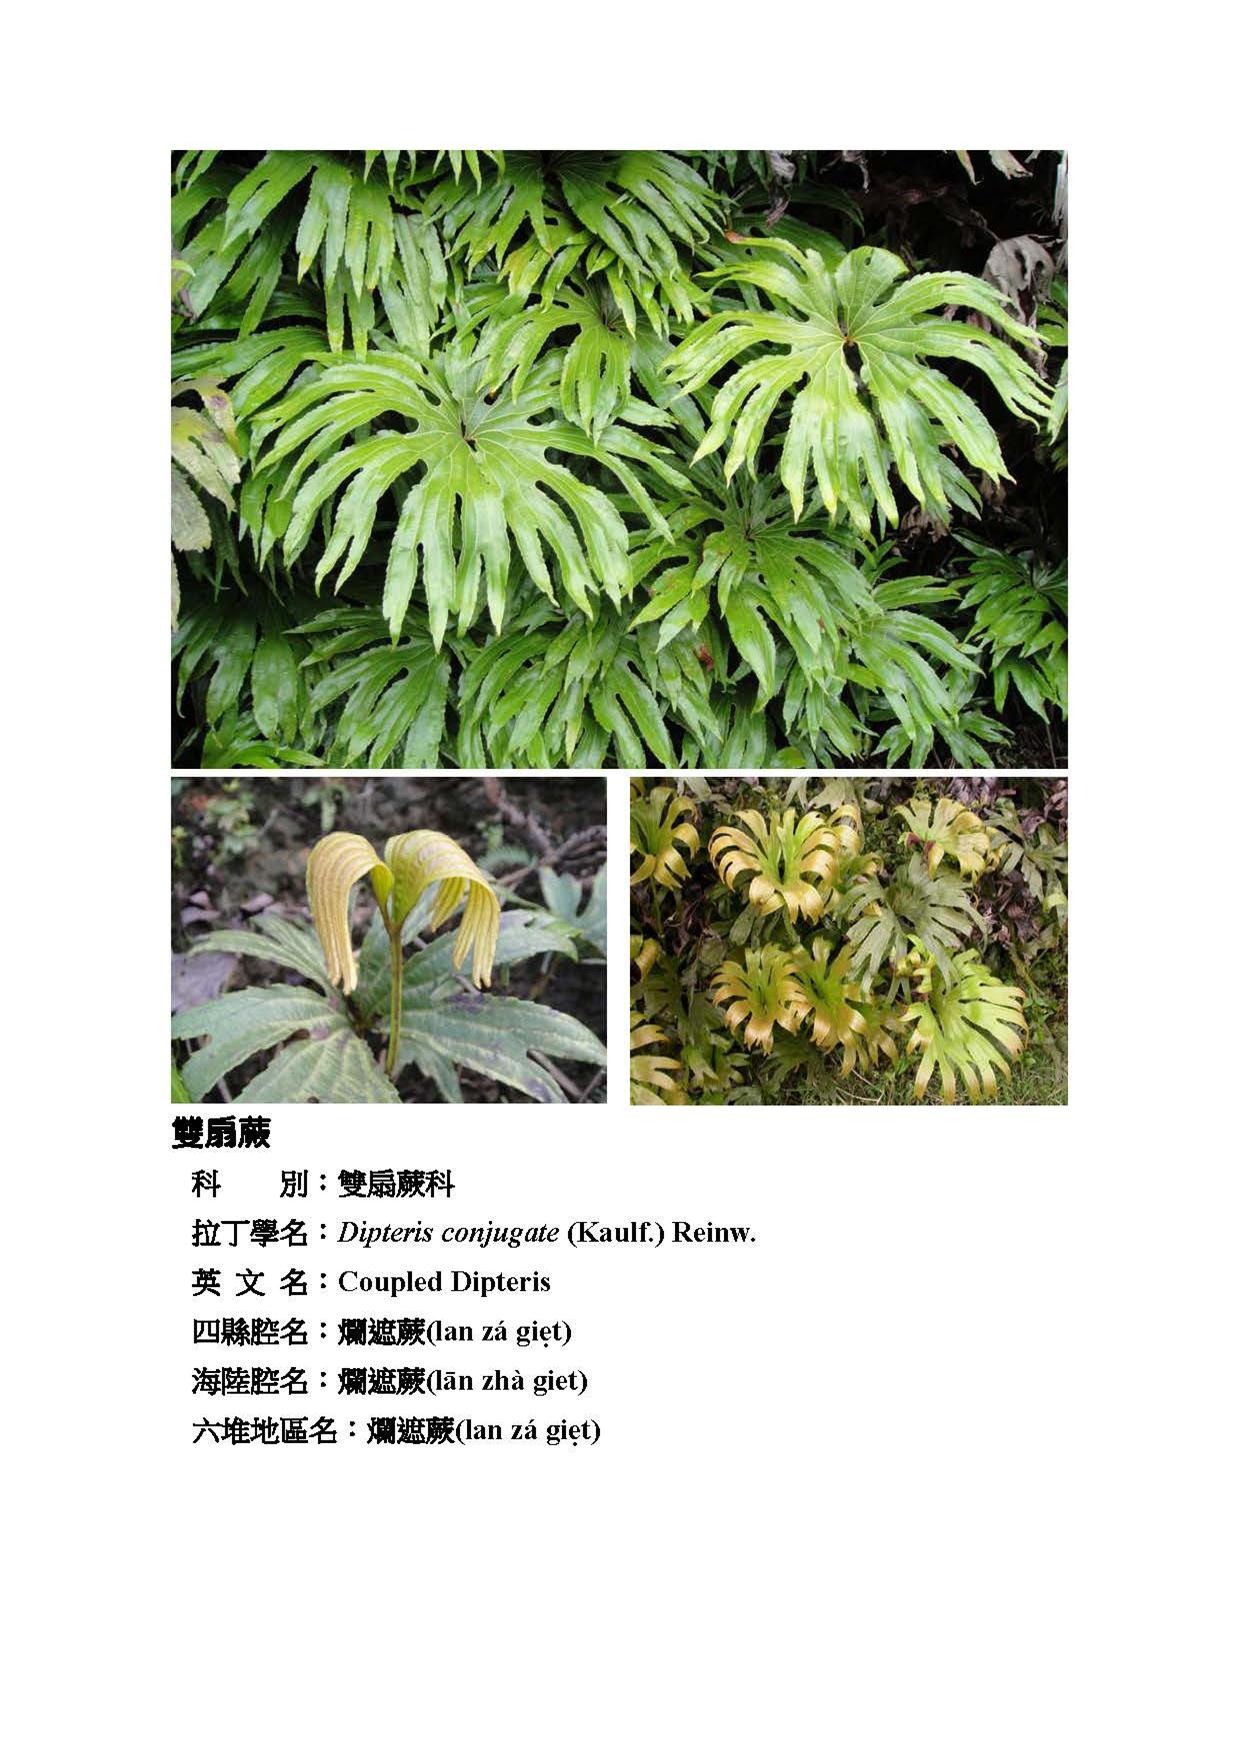 雙扇蕨
科　　別：雙扇蕨科
拉丁學名：Dipteris conjugate (Kaulf.) Reinw.
英 文 名：Coupled Dipteris
四縣腔名：爛遮蕨(lan zá giẹt)
海陸腔名：爛遮蕨(lān zhà giet)
六堆地區名：爛遮蕨(lan zá giẹt)